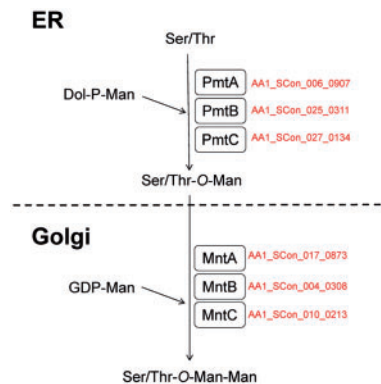 ER
Ser/Thr
PmtA AA1_SCon_006_0907
Dol-P-Man
PmtB AA1_SCon_025_0311
PmtC AA1_SCon_027_0134
Ser/Thr-O-Man
Golgi
MntA AA1_SCon_017_0873
GDP-Man
MntB AA1_SCon_004_0308
MntC AA1_SCon_010_0213
Ser/Thr-O-Man-Man